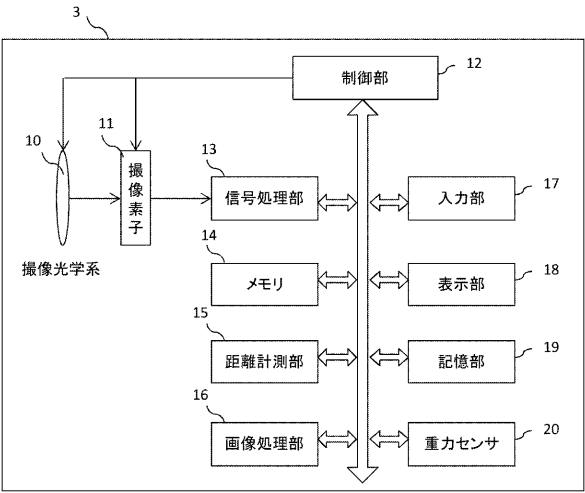 3
制御部
12
10
11
撮像素子
撮像光学系
13
信号処理部
入力部
17
14
メモリ
表示部
18
15
距離計測部
記憶部
19
16
画像処理部
重力センサ
20